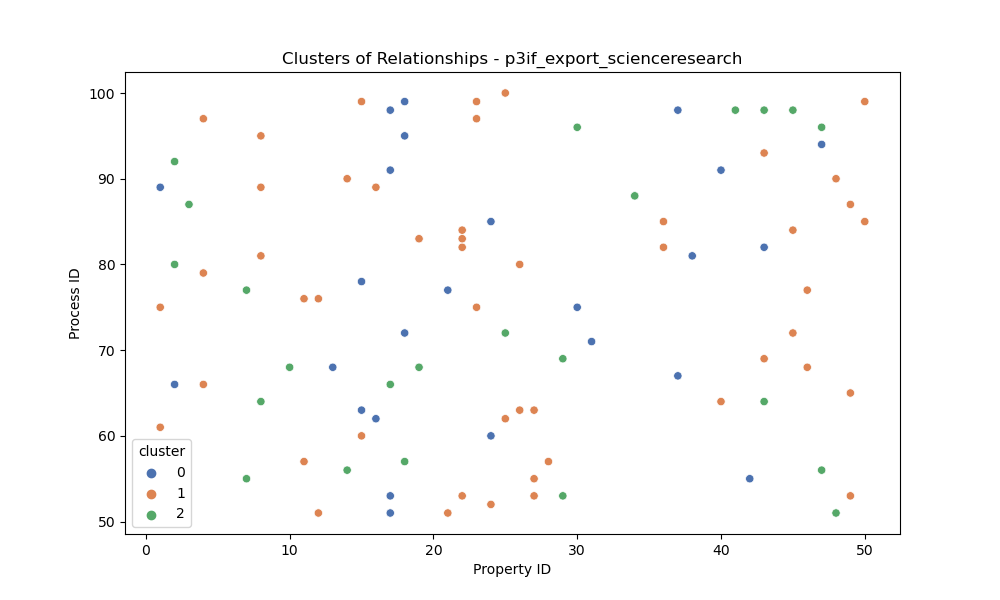 Clusters of Relationships - p3if_export_scienceresearch
Process ID
100
90
80
70
60
50
cluster
0
1
2
0 10 20 30 40 50
Property ID